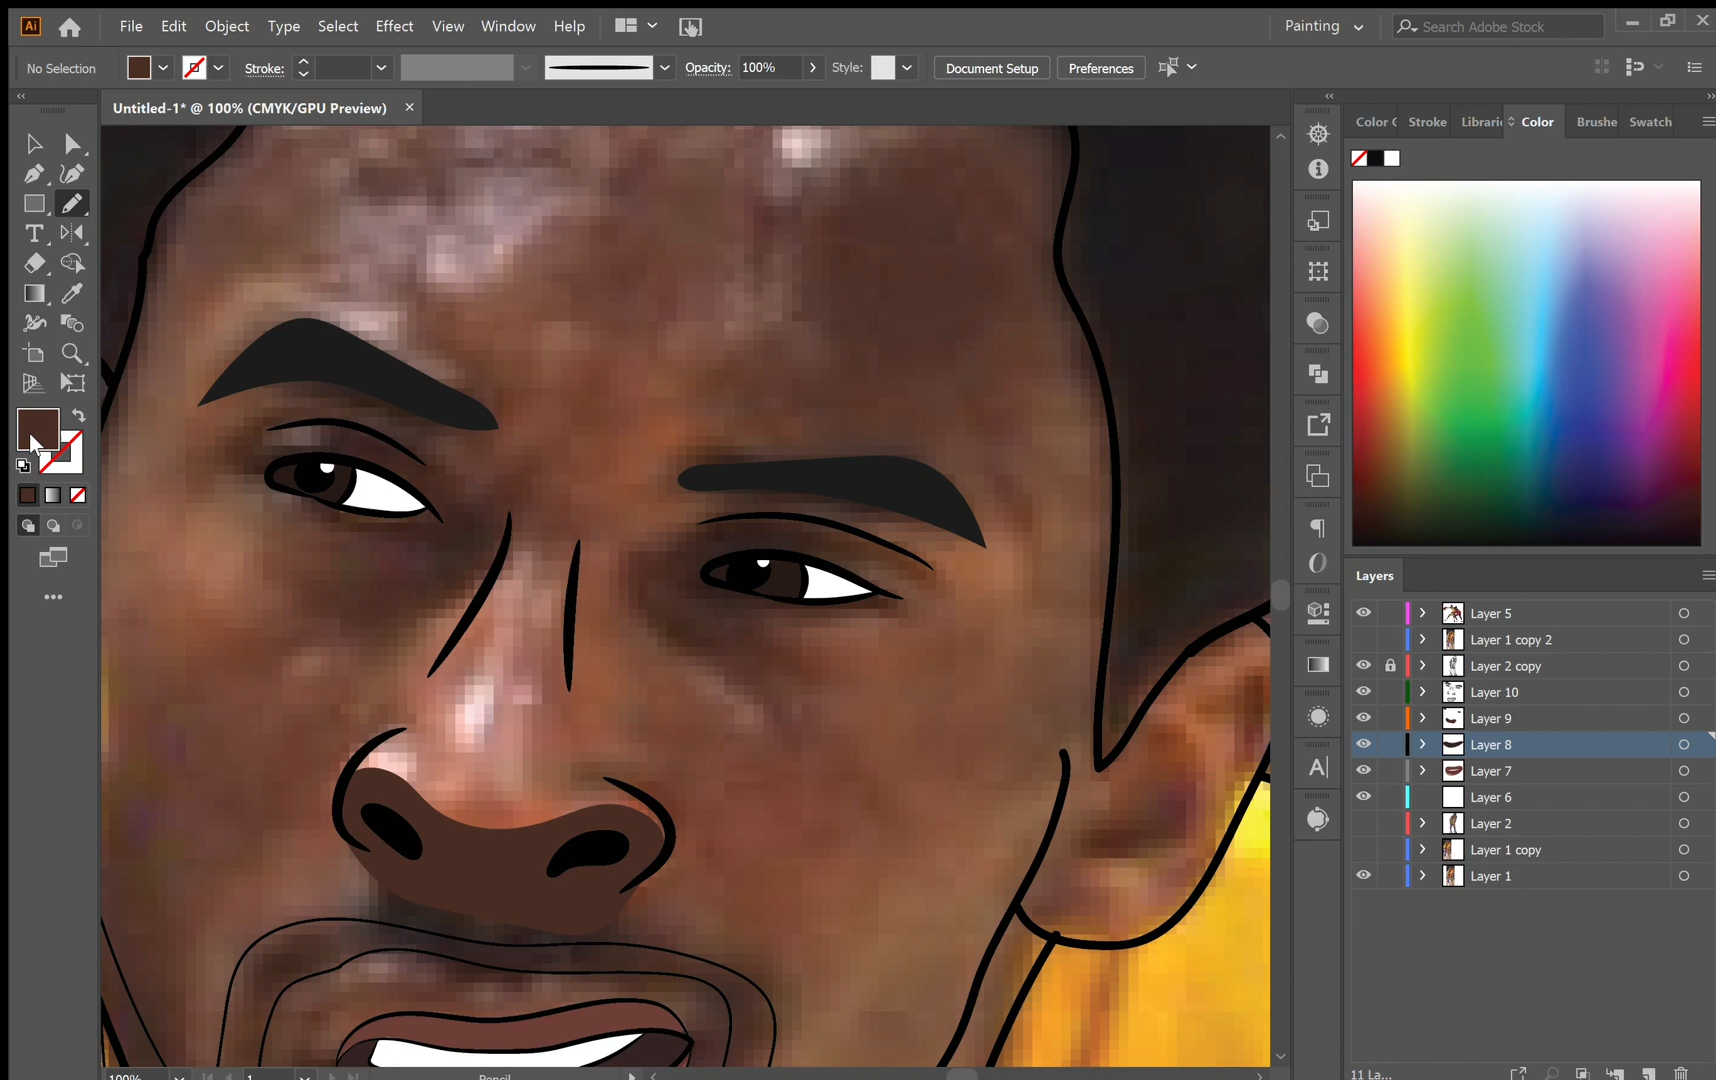 Ai File Edit Object Type Select Effect View Window Help Painting Search Adobe Stock
No Selection Stroke: Opacity: 100% Style: Document Setup Preferences
Untitled-1* @ 100% (CMYK/GPU Preview)
Color G Stroke Librari Color Brushe Swatch
Layers
Layer 5
Layer 1 copy 2
Layer 2 copy
Layer 10
Layer 9
Layer 8
Layer 7
Layer 6
Layer 2
Layer 1 copy
Layer 1
100% 1 Pencil 11 La...